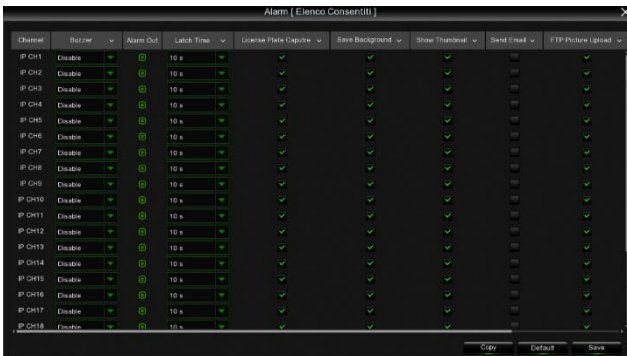 Alarm [ Elenco Consentiti ]
Channel Buzzer Alarm Out Latch Time License Plate Caputre Save Background Show Thumbnail Send Email FTP Picture Upload
IP CH1 Disable 10 s
IP CH2 Disable 10 s
IP CH3 Disable 10 s
IP CH4 Disable 10 s
IP CH5 Disable 10 s
IP CH6 Disable 10 s
IP CH7 Disable 10 s
IP CH8 Disable 10 s
IP CH9 Disable 10 s
IP CH10 Disable 10 s
IP CH11 Disable 10 s
IP CH12 Disable 10 s
IP CH13 Disable 10 s
IP CH14 Disable 10 s
IP CH15 Disable 10 s
IP CH16 Disable 10 s
IP CH17 Disable 10 s
IP CH18 Disable 10 s
Copy Default Save